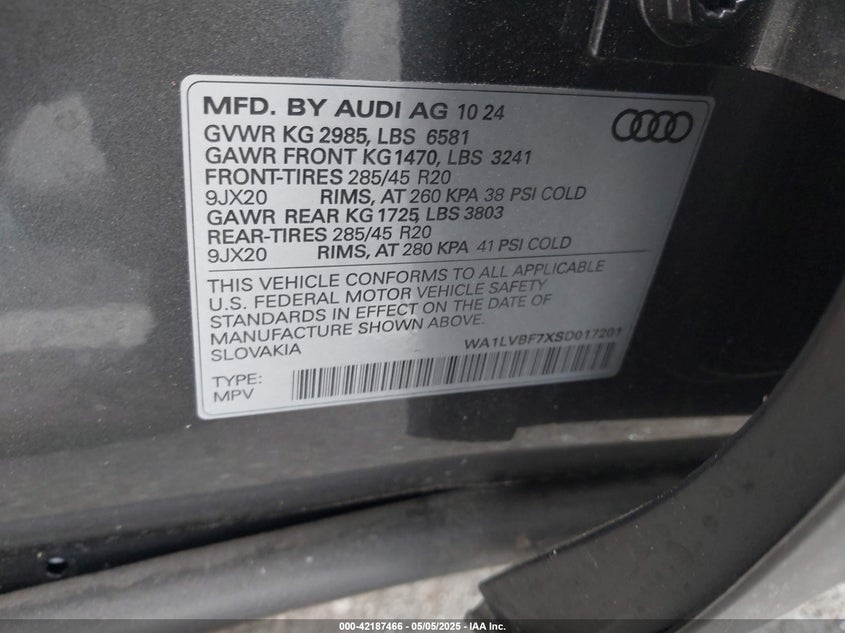 MFD. BY AUDI AG 10 24
GVWR KG 2985, LBS 6581
GAWR FRONT KG1470, LBS 3241
FRONT-TIRES 285/45 R20
9JX20 RIMS, AT 260 KPA 38 PSI COLD
GAWR REAR KG 1725, LBS 3803
REAR-TIRES 285/45 R20
9JX20 RIMS, AT 280 KPA 41 PSI COLD
THIS VEHICLE CONFORMS TO ALL APPLICABLE
U.S. FEDERAL MOTOR VEHICLE SAFETY
STANDARDS IN EFFECT ON THE DATE OF
MANUFACTURE SHOWN ABOVE.
SLOVAKIA WA1LVBF7XSD017201
TYPE:
MPV
000-42187466 - 05/05/2025 - IAA Inc.